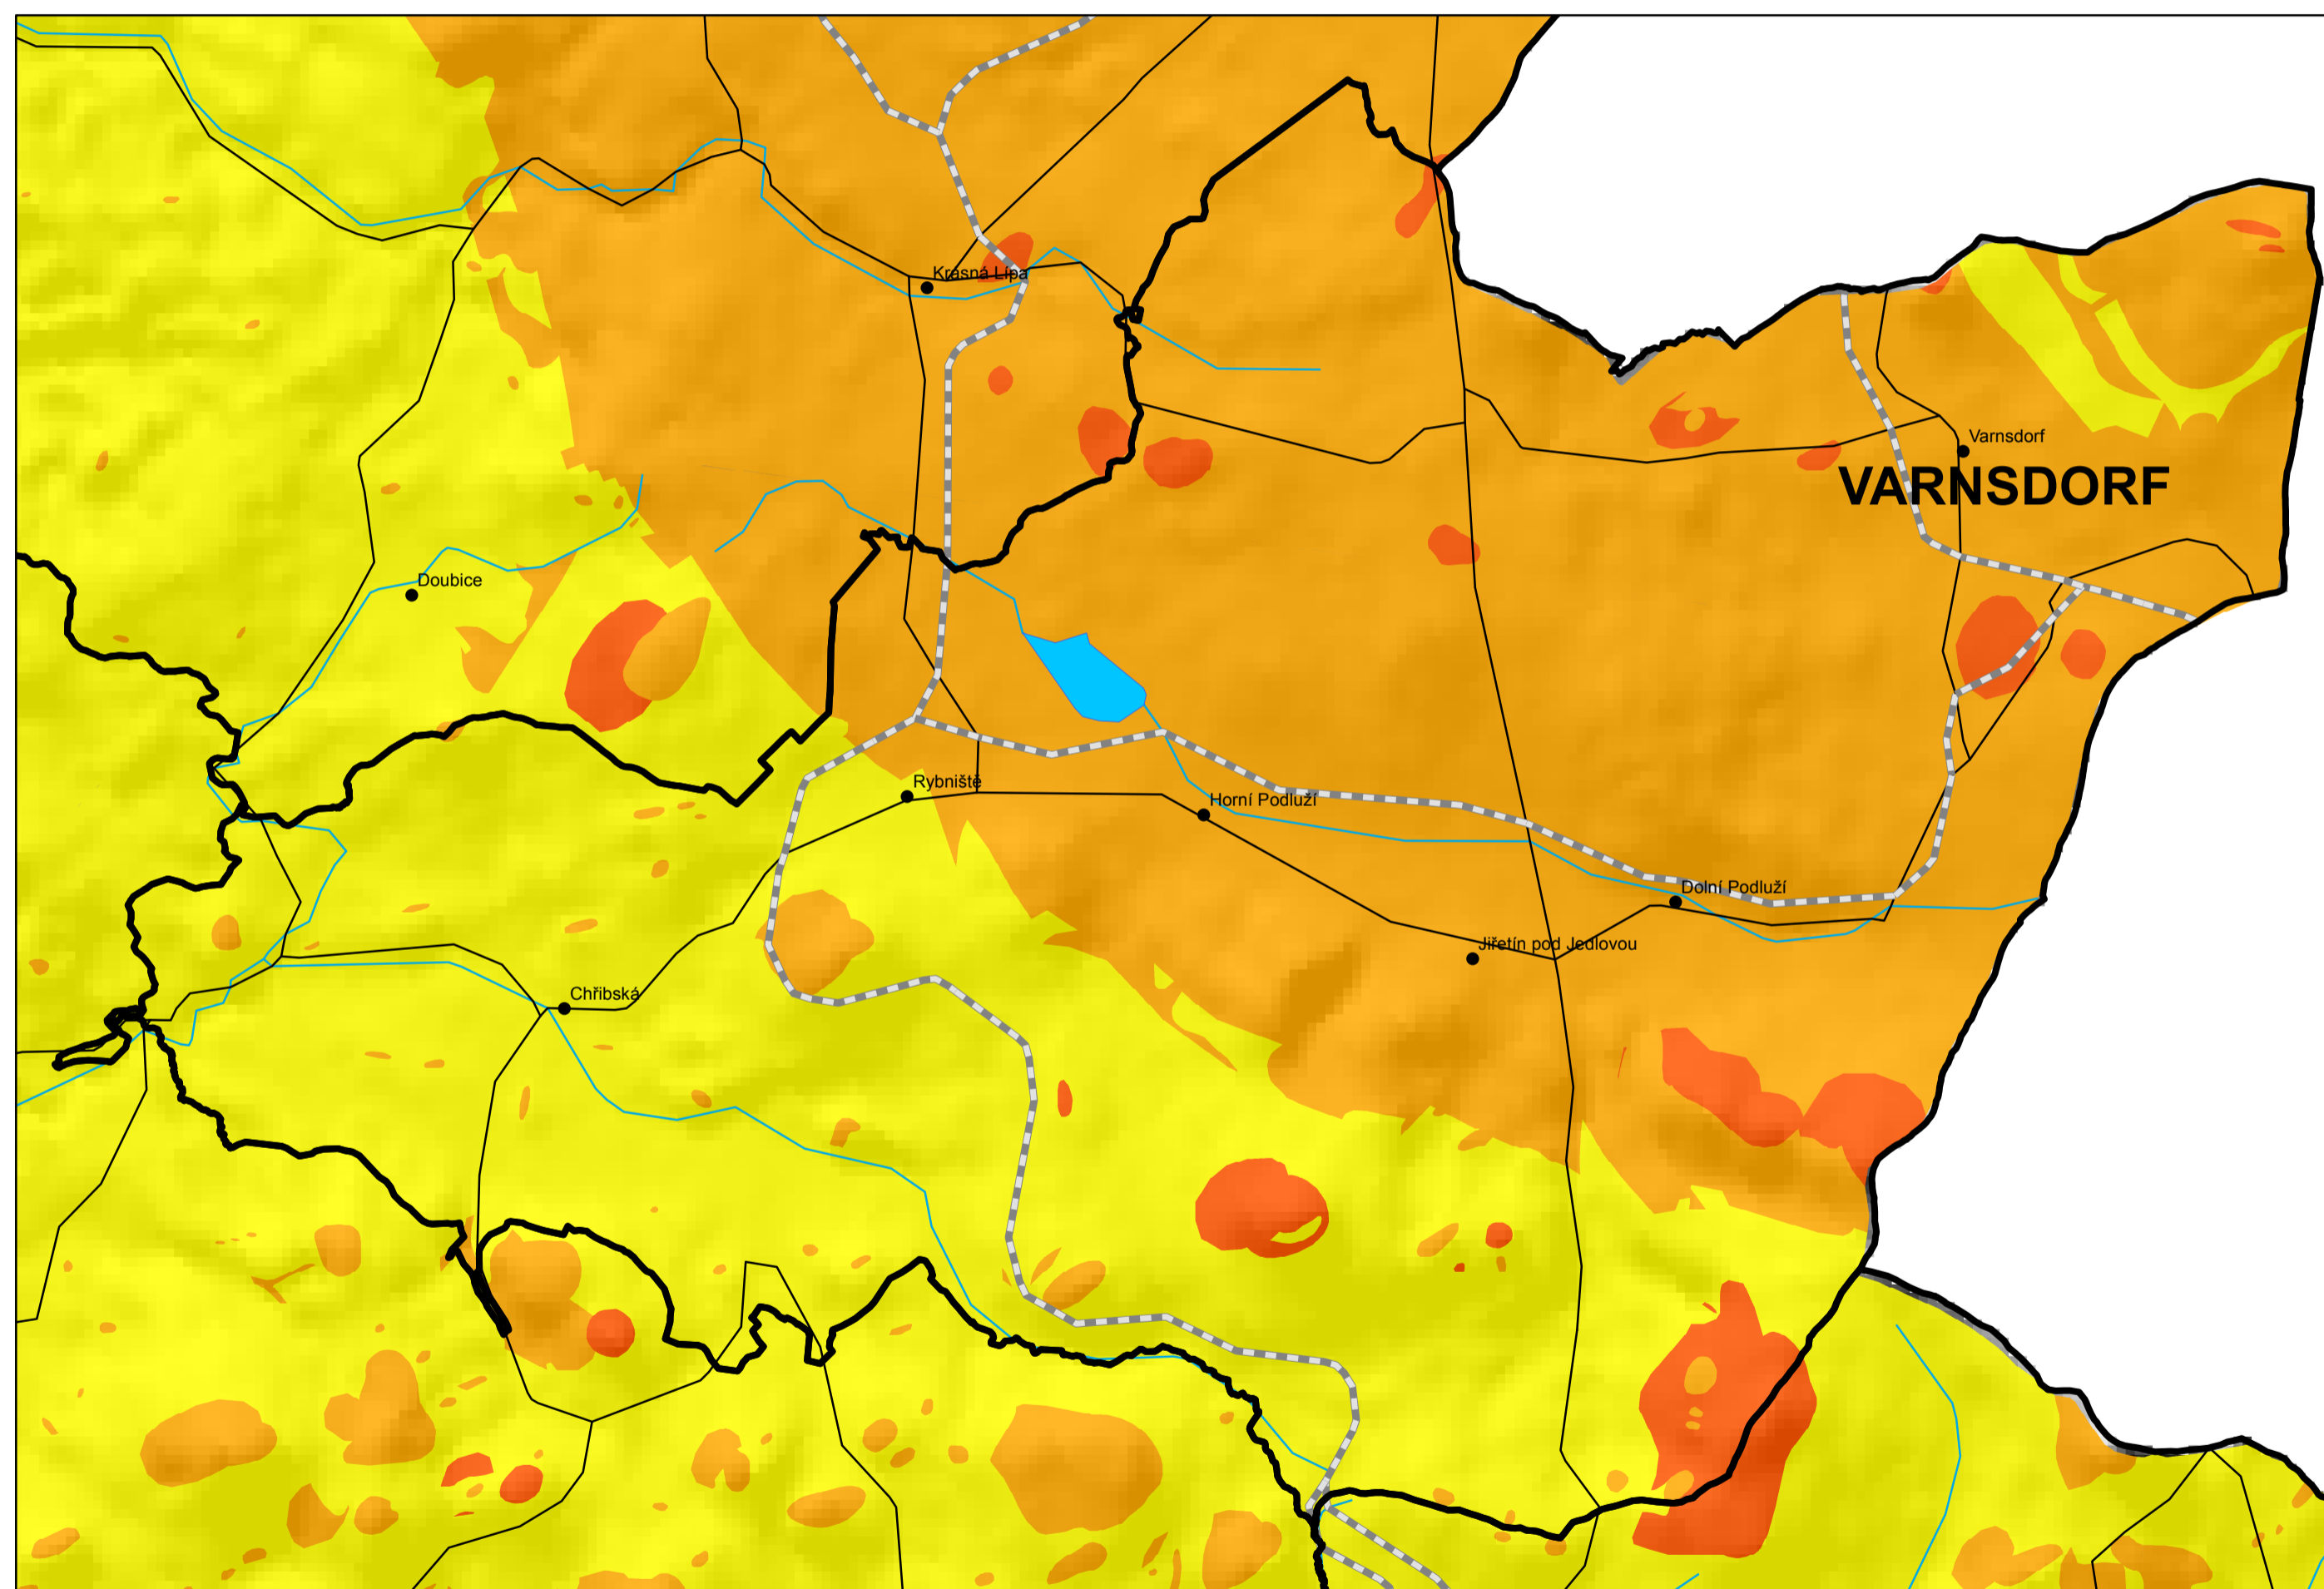 Krásná Lípa
Varnsdorf
VARNSDORF
Doubice
Rybniště
Horní Podluží
Dolní Podluží
Jiřetín pod Jedlovou
Chřibská